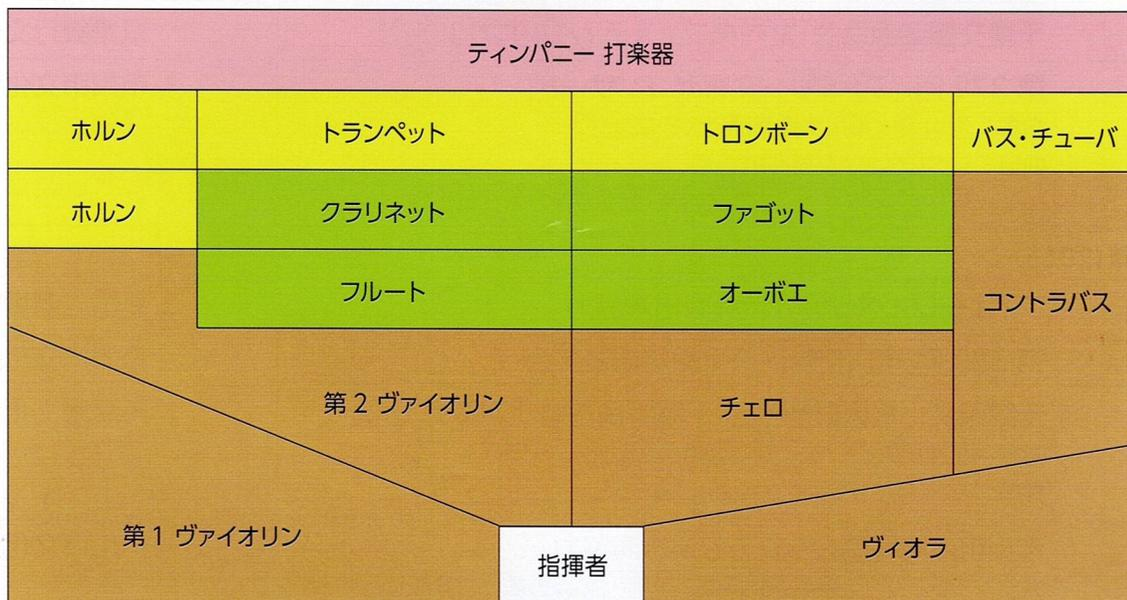 ティンパニー 打楽器
ホルン
トランペット
トロンボーン
バス・チューバ
ホルン
クラリネット
ファゴット
フルート
オーボエ
コントラバス
第2 ヴァイオリン
チェロ
第1 ヴァイオリン
ヴィオラ
指揮者